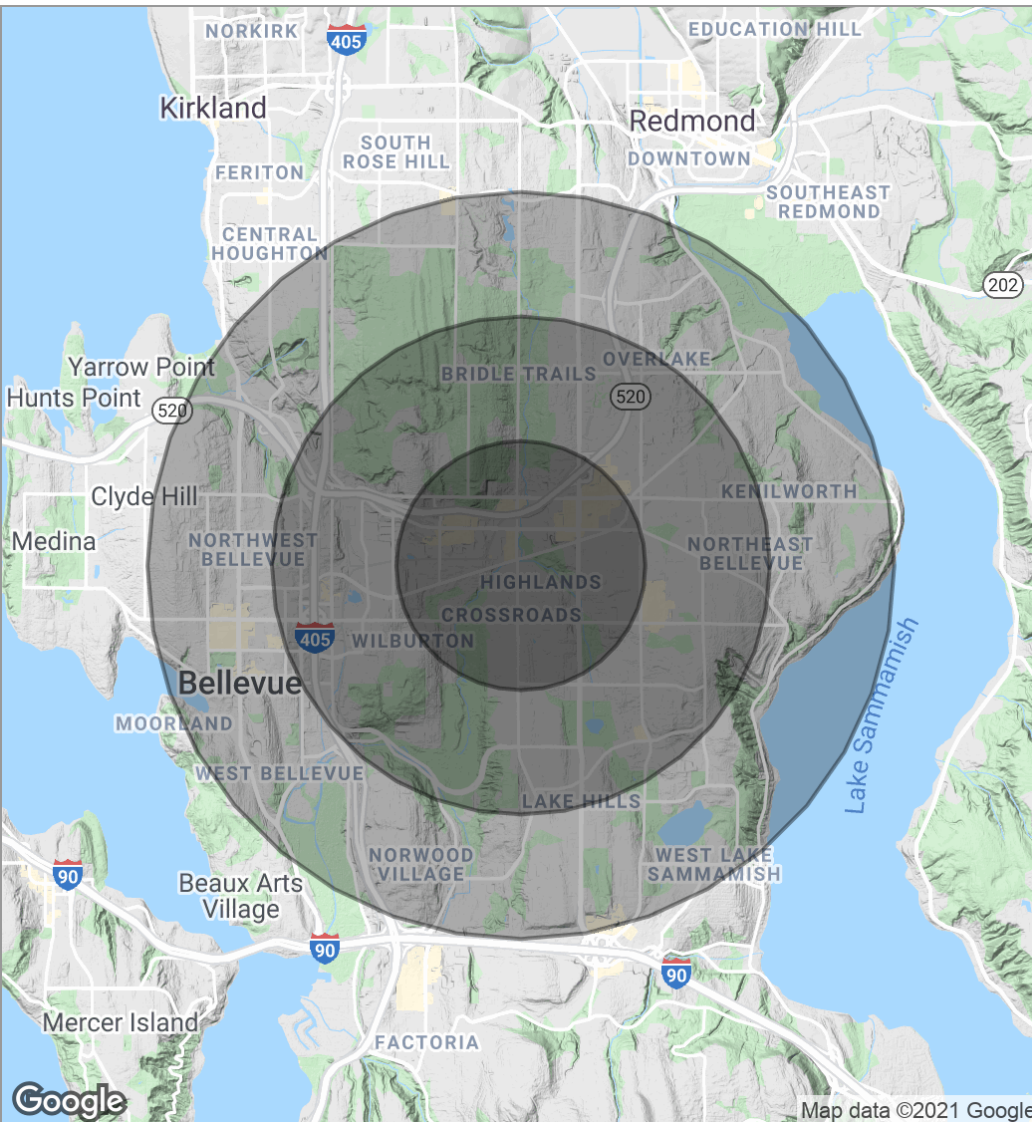 NORKIRK
405
EDUCATION HILL
Kirkland
Redmond
SOUTH
ROSE HILL
DOWNTOWN
FERITON
SOUTHEAST
REDMOND
CENTRAL
HOUGHTON
202
Yarrow Point
OVERLAKE
BRIDLE TRAILS
Hunts Point
520
520
Clyde Hill
KENILWORTH
Medina
NORTHWEST
BELLEVUE
NORTHEAST
BELLEVUE
HIGHLANDS
CROSSROADS
405
WILBURTON
Bellevue
MOORLAND
Lake Sammamish
WEST BELLEVUE
LAKE HILLS
NORWOOD
VILLAGE
WEST LAKE
SAMMAMISH
90
Beaux Arts
Village
90
90
Mercer Island
FACTORIA
Google
Map data ©2021 Google